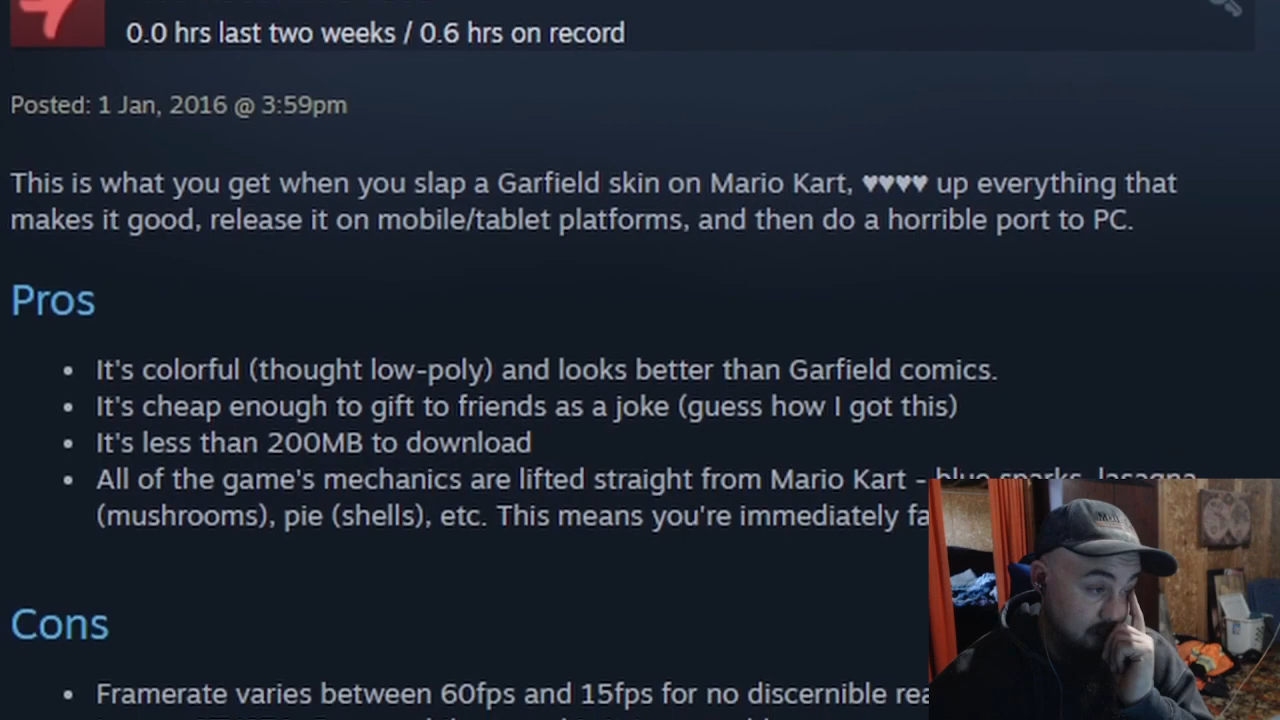 0.0 hrs last two weeks / 0.6 hrs on record
Posted: 1 Jan, 2016 @ 3:59pm
This is what you get when you slap a Garfield skin on Mario Kart, ♥♥♥♥ up everything that
makes it good, release it on mobile/tablet platforms, and then do a horrible port to PC.
Pros
• It's colorful (thought low-poly) and looks better than Garfield comics.
• It's cheap enough to gift to friends as a joke (guess how I got this)
• It's less than 200MB to download
• All of the game's mechanics are lifted straight from Mario Kart - blue sparks, lasagna
(mushrooms), pie (shells), etc. This means you're immediately fa
Cons
• Framerate varies between 60fps and 15fps for no discernible rea